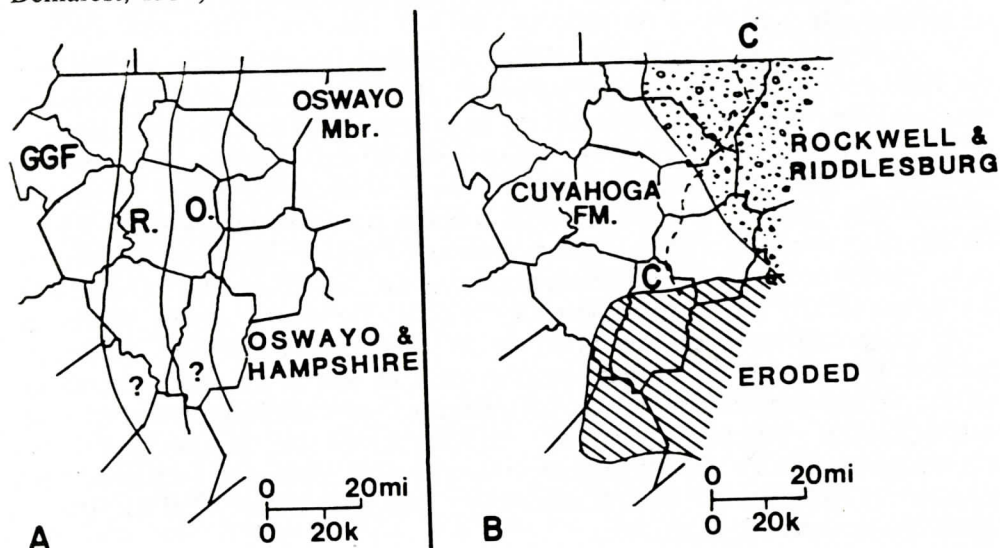 OSWAYO
Mbr.
GGF
R.
O.
OSWAYO &
HAMPSHIRE
?
?
0 20mi
0 20k
A
C
ROCKWELL &
RIDDLESBURG
CUYAHOGA
FM.
C
ERODED
0 20mi
0 20k
B